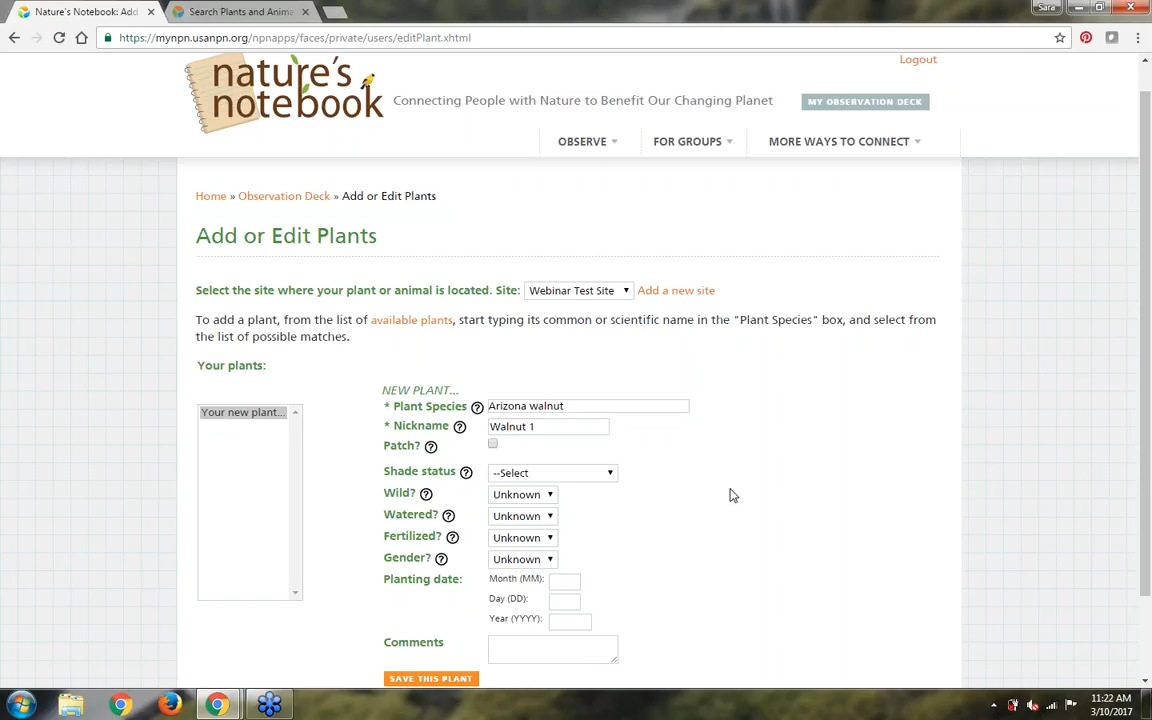 Nature's Notebook: Add
Search Plants and Anima
Sara
https://mynpn.usanpn.org/npnapps/faces/private/users/editPlant.xhtml
nature's
notebook
Connecting People with Nature to Benefit Our Changing Planet
Logout
MY OBSERVATION DECK
OBSERVE
FOR GROUPS
MORE WAYS TO CONNECT
Home » Observation Deck » Add or Edit Plants
Add or Edit Plants
Select the site where your plant or animal is located. Site: Webinar Test Site Add a new site
To add a plant, from the list of available plants, start typing its common or scientific name in the "Plant Species" box, and select from
the list of possible matches.
Your plants:
Your new plant...
NEW PLANT...
* Plant Species ? Arizona walnut
* Nickname ? Walnut 1
Patch? ?
Shade status ? --Select
Wild? ? Unknown
Watered? ? Unknown
Fertilized? ? Unknown
Gender? ? Unknown
Planting date: Month (MM):
Day (DD):
Year (YYYY):
Comments
SAVE THIS PLANT
11:22 AM
3/10/2017